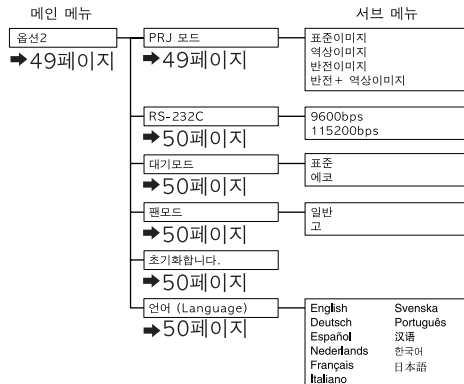 메인 메뉴
서브 메뉴
옵션2
➡49페이지
PRJ 모드
➡49페이지
표준이미지
역상이미지
반전이미지
반전+ 역상이미지
RS-232C
➡50페이지
9600bps
115200bps
대기모드
➡50페이지
표준
에코
팬모드
➡50페이지
일반
고
초기화합니다.
➡50페이지
언어 (Language)
➡50페이지
English Svenska
Deutsch Português
Español 汉语
Nederlands 한국어
Français 日本語
Italiano